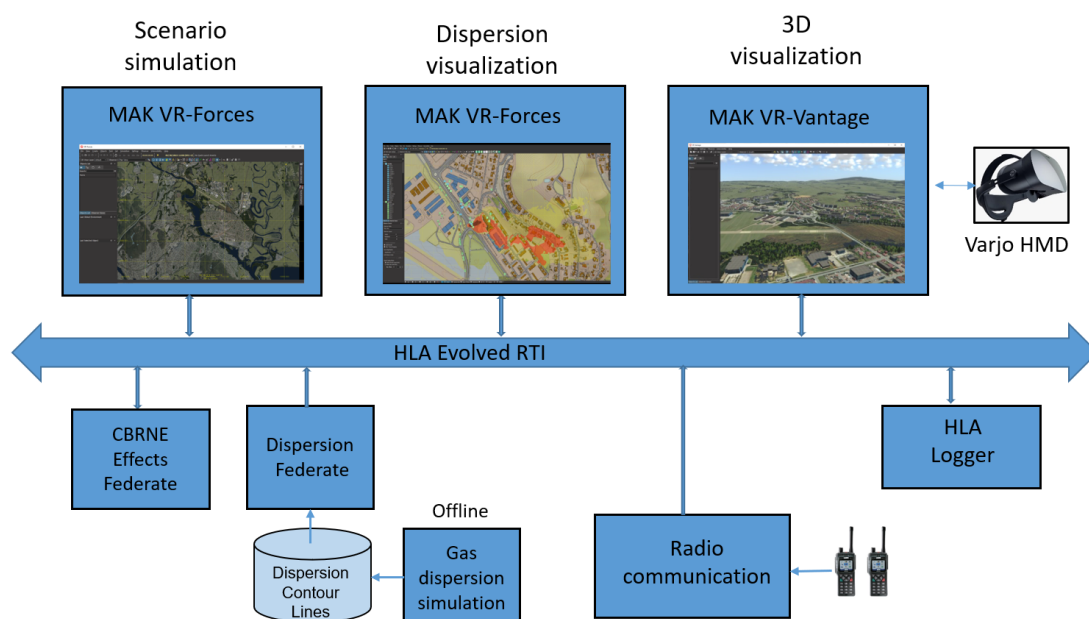 Scenario
simulation
Dispersion
visualization
3D
visualization
MAK VR-Forces
MAK VR-Forces
MAK VR-Vantage
Varjo HMD
HLA Evolved RTI
CBRNE
Effects
Federate
Dispersion
Federate
HLA
Logger
Offline
Dispersion
Contour
Lines
Gas
dispersion
simulation
Radio
communication